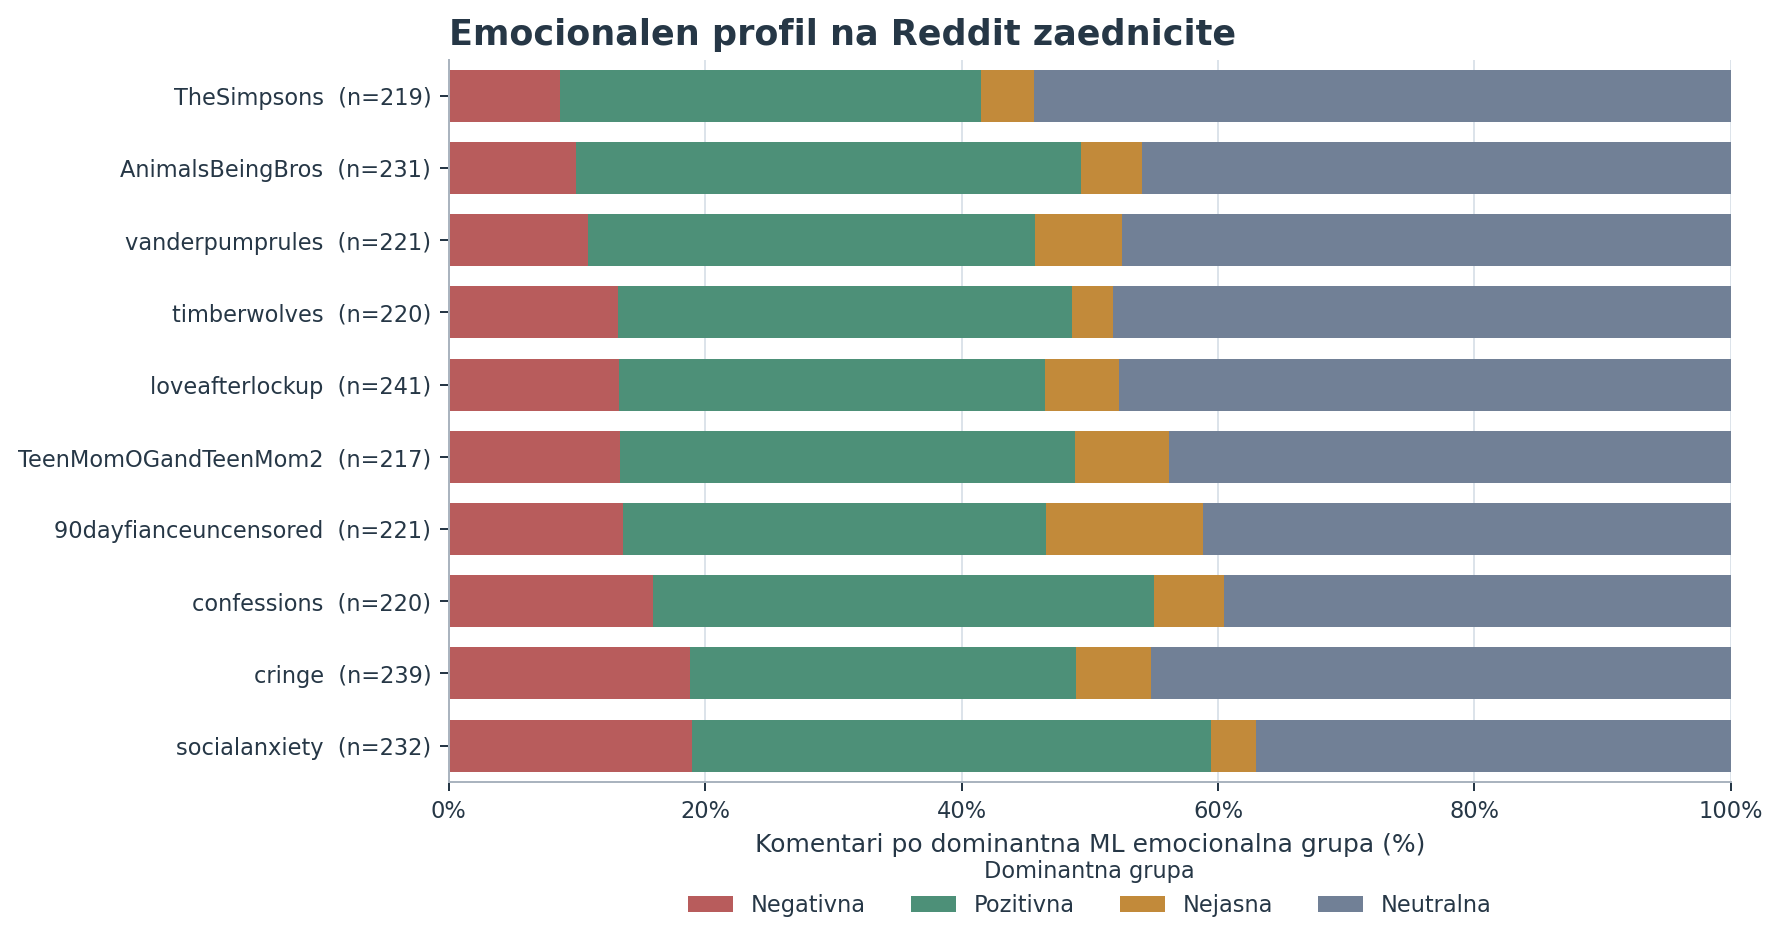 Emocionalen profil na Reddit zaednicite
TheSimpsons (n=219)
AnimalsBeingBros (n=231)
vanderpumprules (n=221)
timberwolves (n=220)
loveafterlockup (n=241)
TeenMomOGandTeenMom2 (n=217)
90dayfianceuncensored (n=221)
confessions (n=220)
cringe (n=239)
socialanxiety (n=232)
0% 20% 40% 60% 80% 100%
Komentari po dominantna ML emocionalna grupa (%)
Dominantna grupa
Negativna Pozitivna Nejasna Neutralna